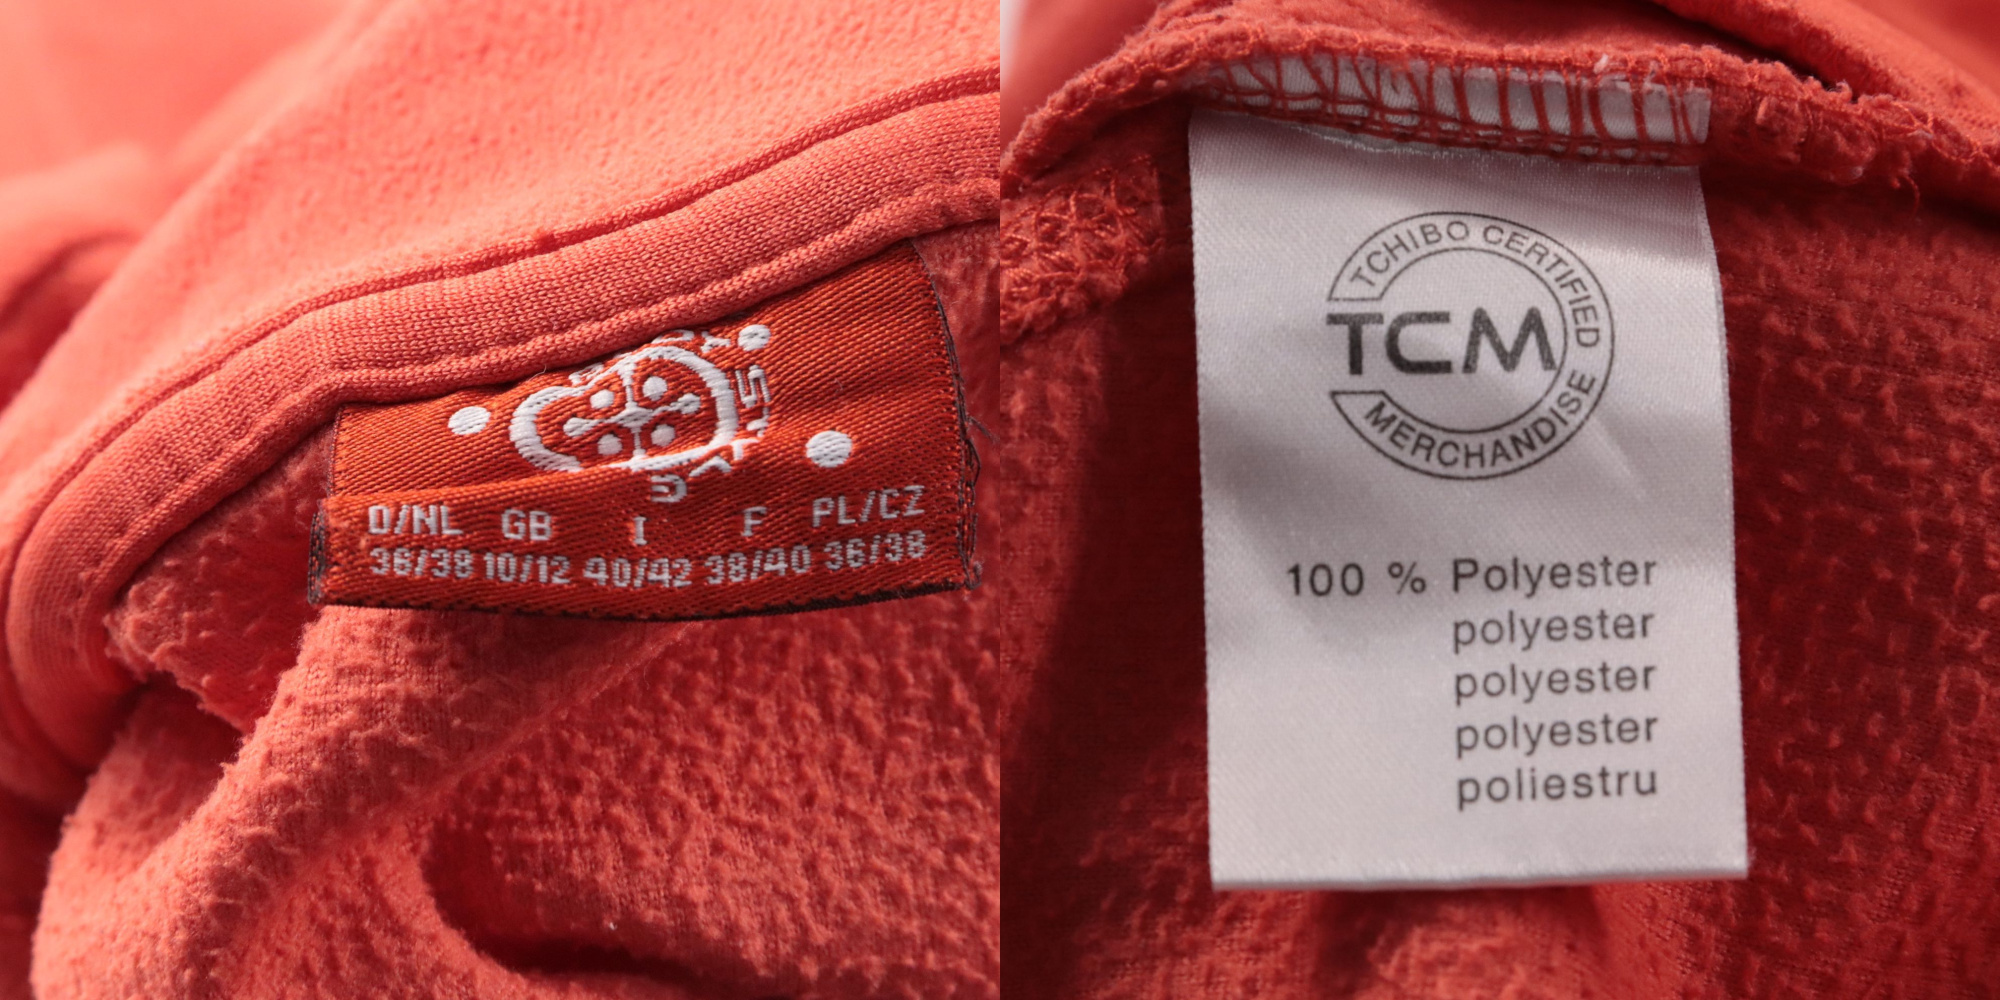 D/NL GB I F PL/CZ
36/38 10/12 40/42 38/40 36/38
TCHIBO CERTIFIED
TCM
MERCHANDISE
100 % Polyester
polyester
polyester
polyester
poliestru